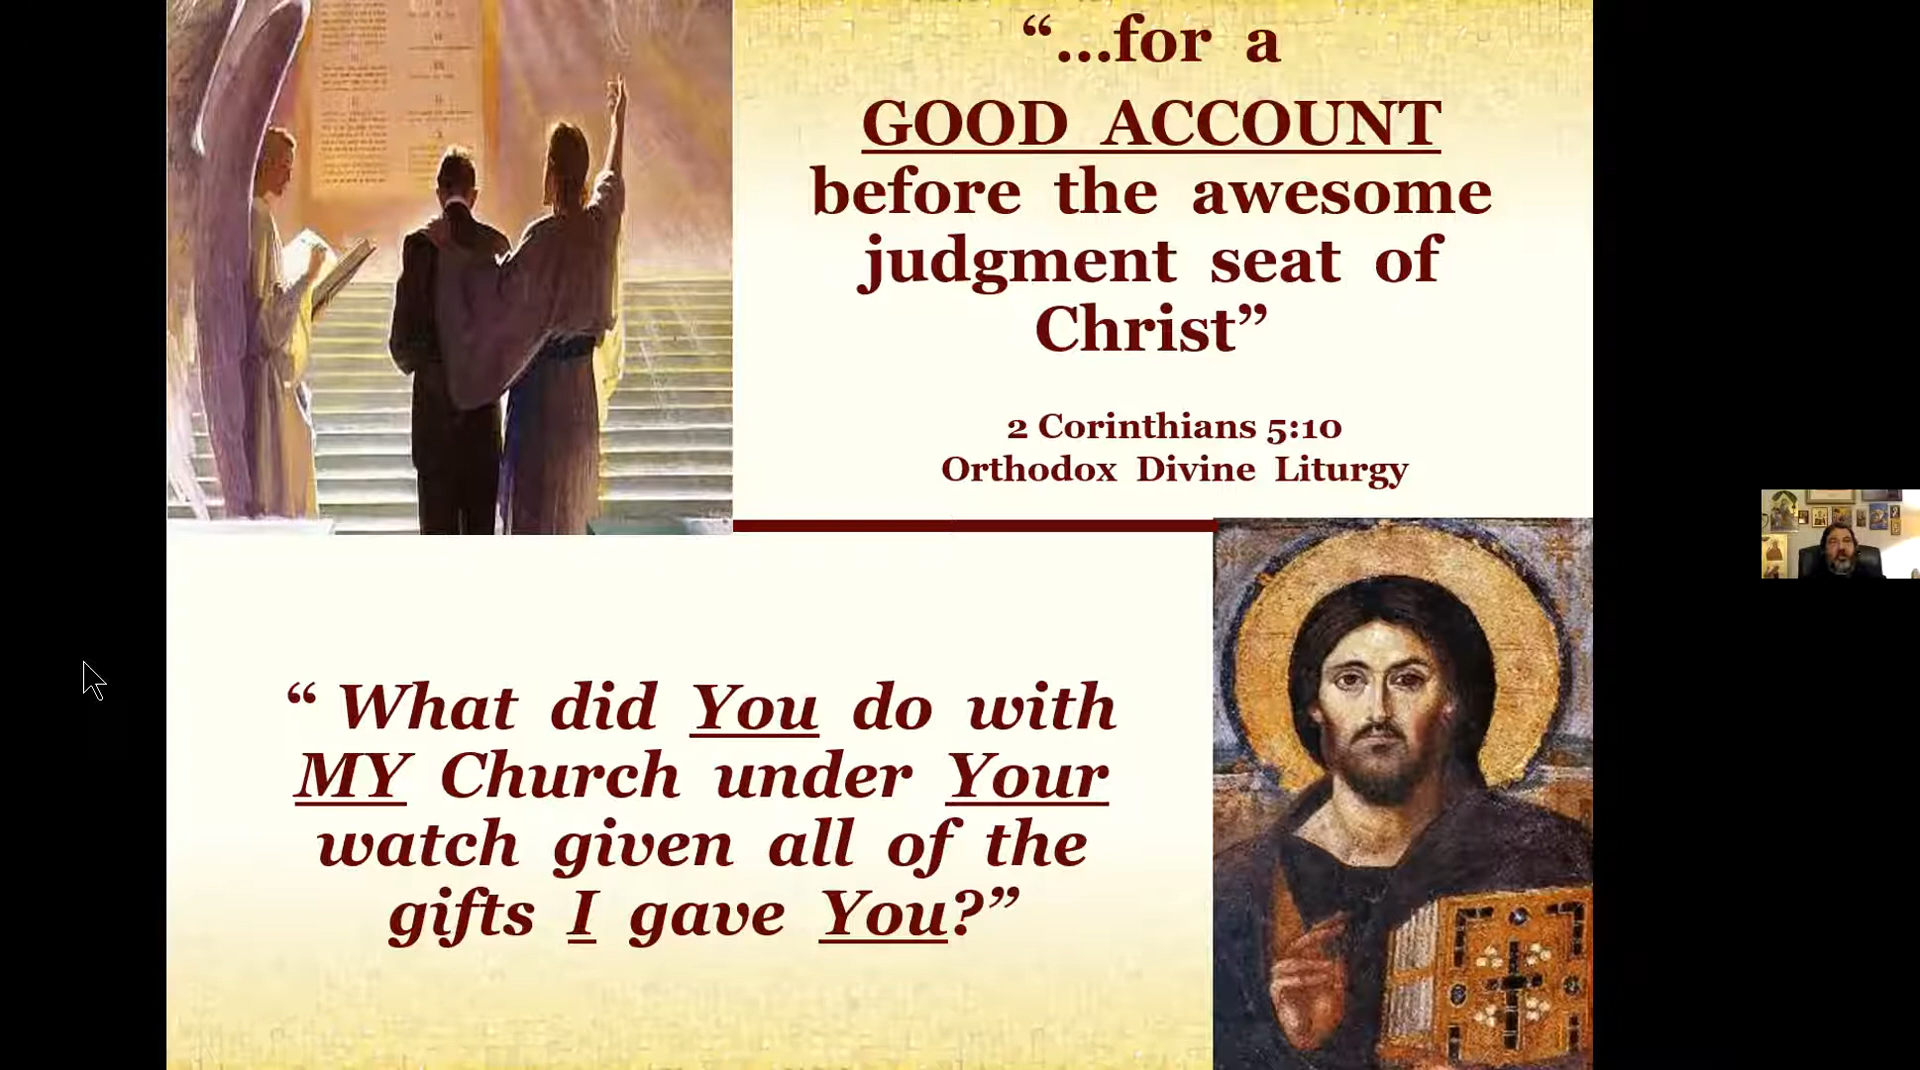 “...for a
GOOD ACCOUNT
before the awesome
judgment seat of
Christ”
2 Corinthians 5:10
Orthodox Divine Liturgy
“ What did You do with
MY Church under Your
watch given all of the
gifts I gave You?”